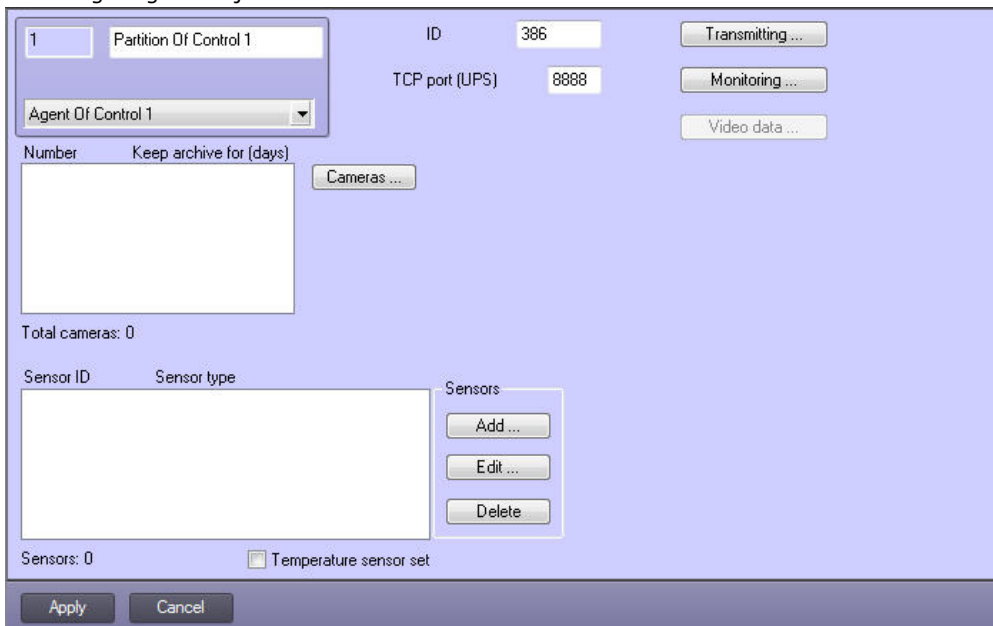 1 Partition Of Control 1 ID 386 Transmitting ...
TCP port (UPS) 8888 Monitoring ...
Agent Of Control 1 Video data ...
Number Keep archive for (days)
Cameras ...
Total cameras: 0
Sensor ID Sensor type
Sensors
Add ...
Edit ...
Delete
Sensors: 0 Temperature sensor set
Apply Cancel